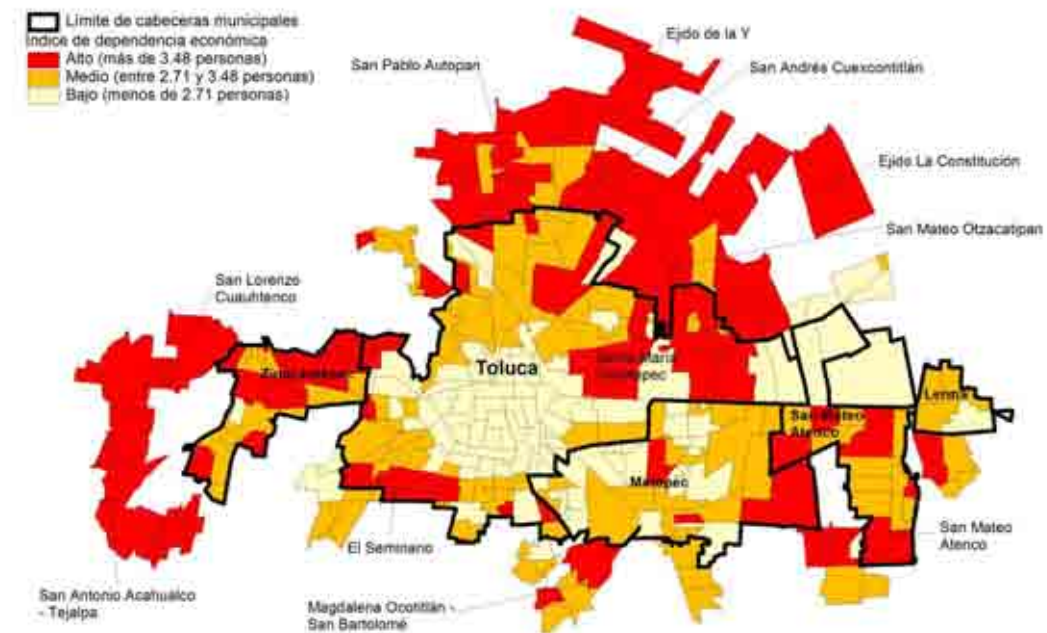 Límite de cabeceras municipales
Índice de dependencia económica
Alto (más de 3.48 personas)
Medio (entre 2.71 y 3.48 personas)
Bajo (menos de 2.71 personas)
Ejido de la Y
San Pablo Autopan
San Andrés Cuexcontitlán
Ejido La Constitución
San Mateo Otzacatipan
San Lorenzo
Cuauhtenco
Toluca
Santa María
Lerma
San Mateo
Atenco
Metepec
El Seminario
San Mateo
Atenco
San Antonio Acahualco
- Tejalpa
Magdalena Ocotitlán -
San Bartolomé